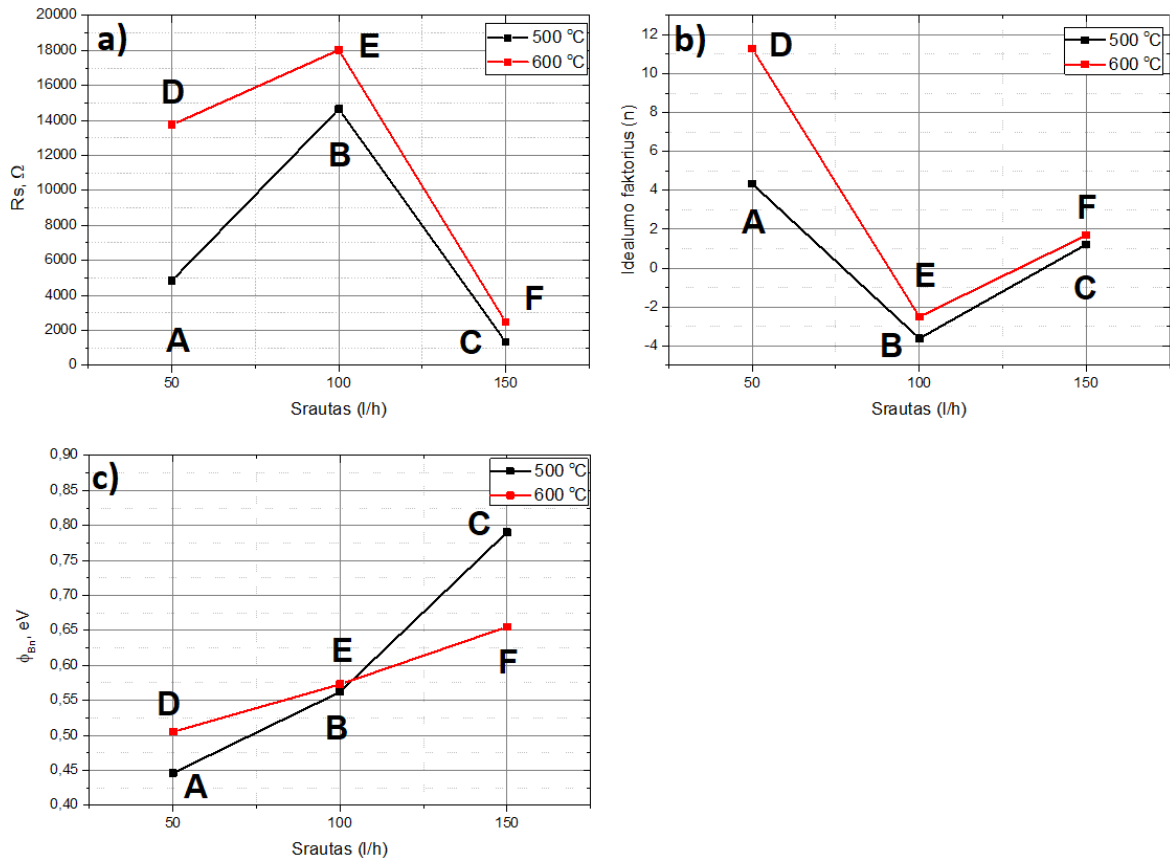 a)
500 °C
600 °C
Rs, Ω
18000
16000
14000
12000
10000
8000
6000
4000
2000
0
50
100
150
Srautas (l/h)
A
B
C
D
E
F
b)
500 °C
600 °C
Idealumo faktorius (n)
12
10
8
6
4
2
0
-2
-4
50
100
150
Srautas (l/h)
A
B
C
D
E
F
c)
500 °C
600 °C
ϕBn, eV
0,90
0,85
0,80
0,75
0,70
0,65
0,60
0,55
0,50
0,45
0,40
50
100
150
Srautas (l/h)
A
B
C
D
E
F